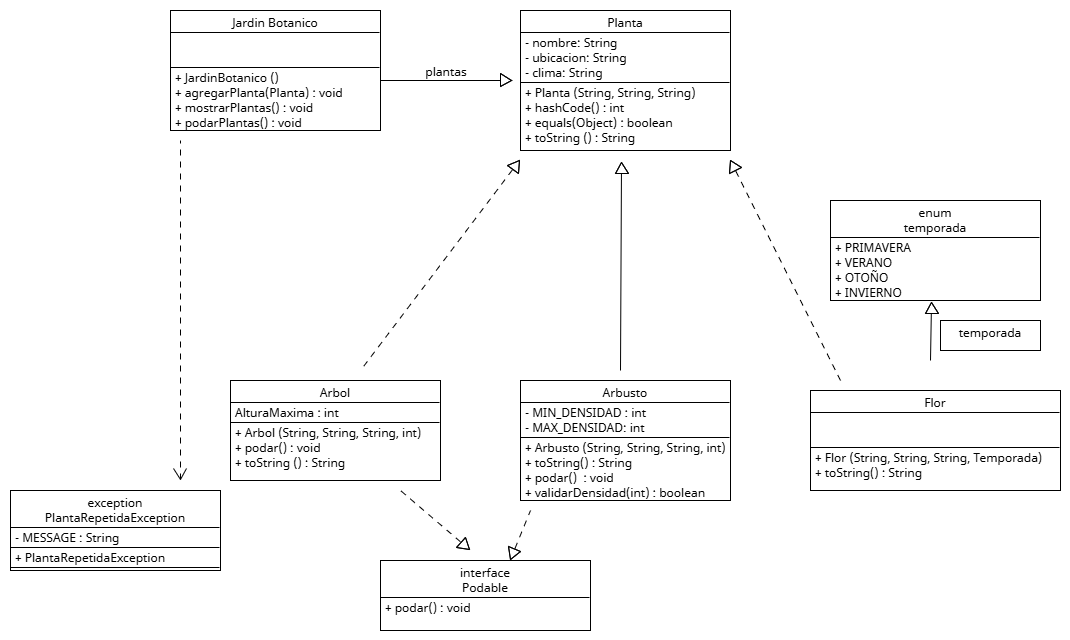 Jardin Botanico
+ JardinBotanico ()
+ agregarPlanta(Planta) : void
+ mostrarPlantas() : void
+ podarPlantas() : void
plantas
Planta
- nombre: String
- ubicacion: String
- clima: String
+ Planta (String, String, String)
+ hashCode() : int
+ equals(Object) : boolean
+ toString () : String
enum
temporada
+ PRIMAVERA
+ VERANO
+ OTOÑO
+ INVIERNO
temporada
Arbol
AlturaMaxima : int
+ Arbol (String, String, String, int)
+ podar() : void
+ toString () : String
Arbusto
- MIN_DENSIDAD : int
- MAX_DENSIDAD: int
+ Arbusto (String, String, String, int)
+ toString() : String
+ podar() : void
+ validarDensidad(int) : boolean
Flor
+ Flor (String, String, String, Temporada)
+ toString() : String
exception
PlantaRepetidaException
- MESSAGE : String
+ PlantaRepetidaException
interface
Podable
+ podar() : void